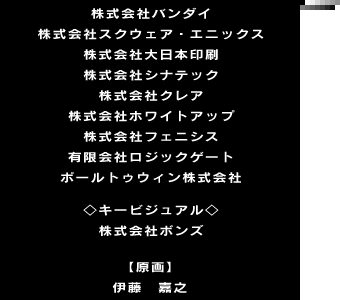 株式会社バンダイ
株式会社スクウェア・エニックス
株式会社大日本印刷
株式会社シナテック
株式会社クレア
株式会社ホワイトアップ
株式会社フェニシス
有限会社ロジックゲート
ポールトゥウィン株式会社
◇キービジュアル◇
株式会社ボンズ
【原画】
伊藤　嘉之